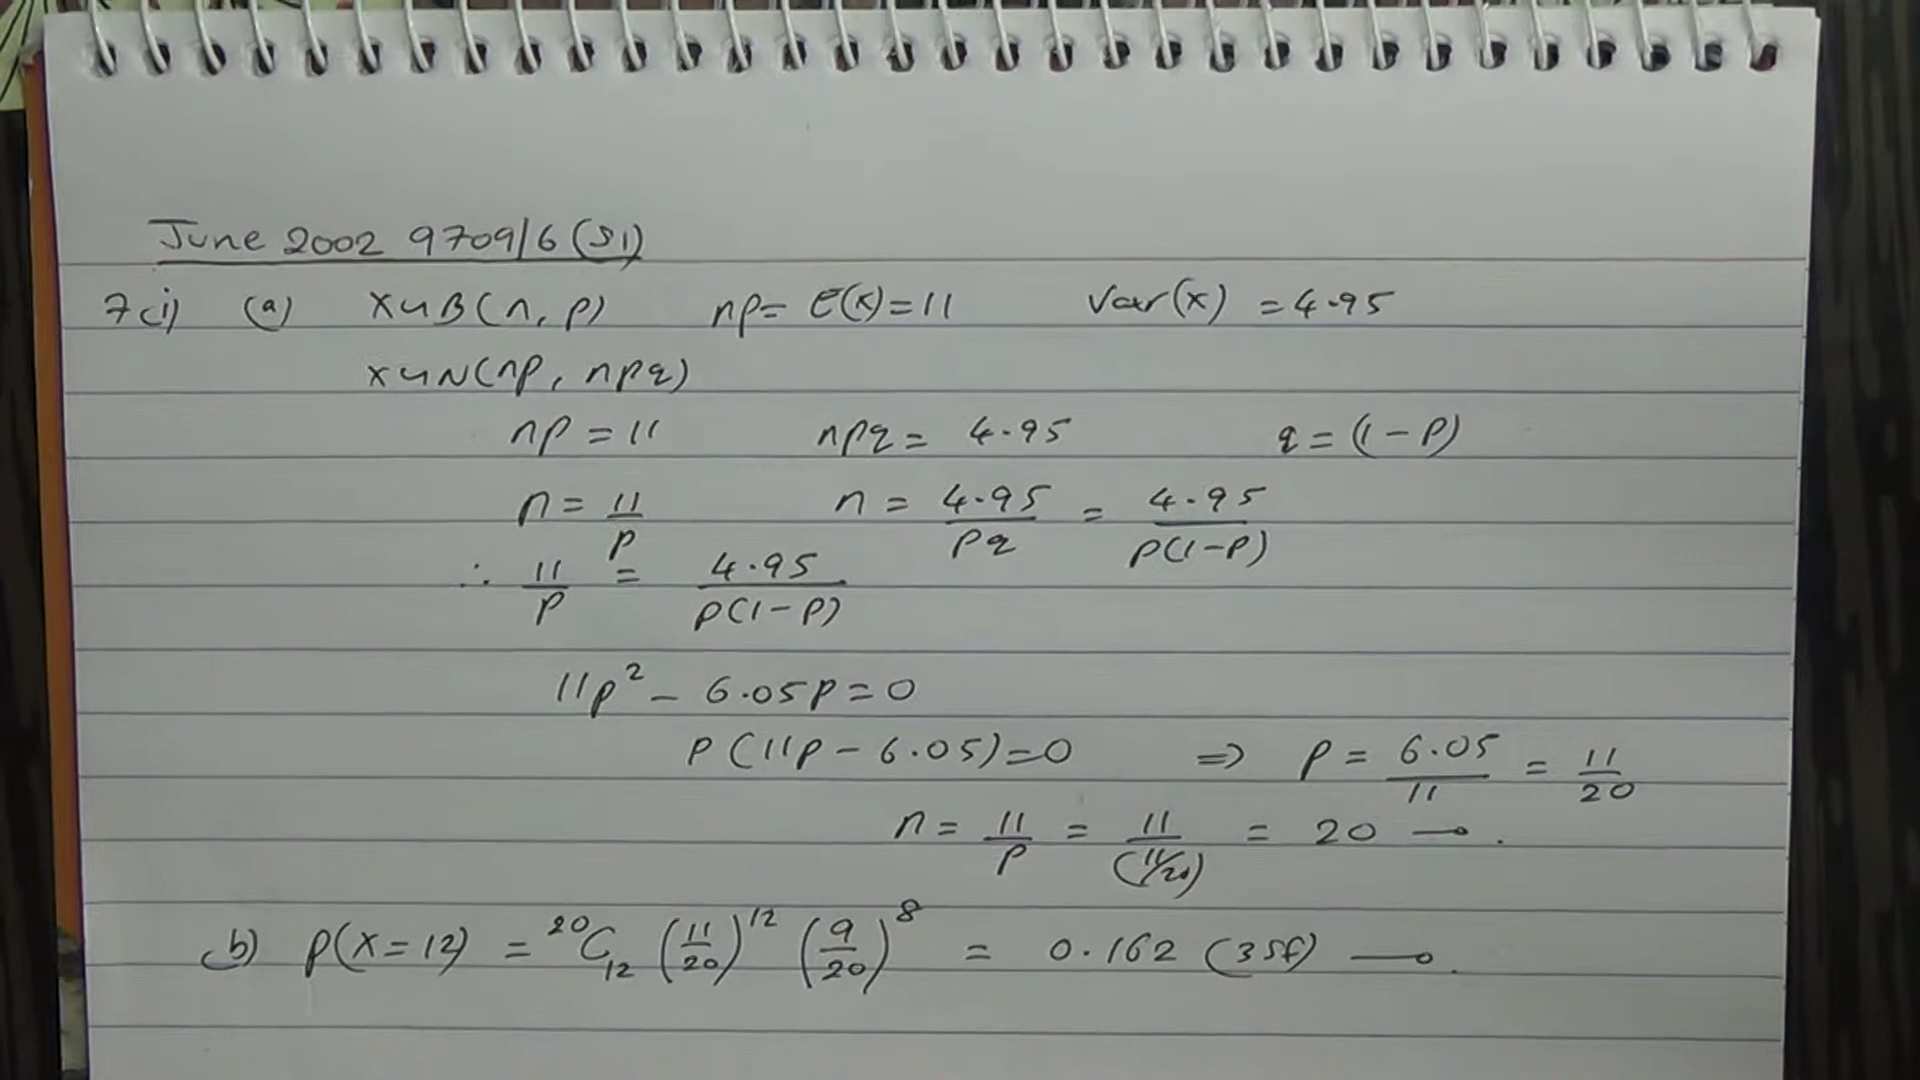 June 2002 9709/6 (S1)
7(i) (a) X~B(n, p) np = E(x) = 11 Var(x) = 4.95
X~N(np, npq)
np = 11 npq = 4.95 q = (1-P)
n = 11/p n = 4.95/pq = 4.95/p(1-p)
∴ 11/p = 4.95/p(1-p)
11p² - 6.05p = 0
P(11p - 6.05) = 0 ⇒ p = 6.05/11 = 11/20
n = 11/p = 11/(11/20) = 20
b) p(X=12) = ²⁰C₁₂ (11/20)¹² (9/20)⁸ = 0.162 (3sf)